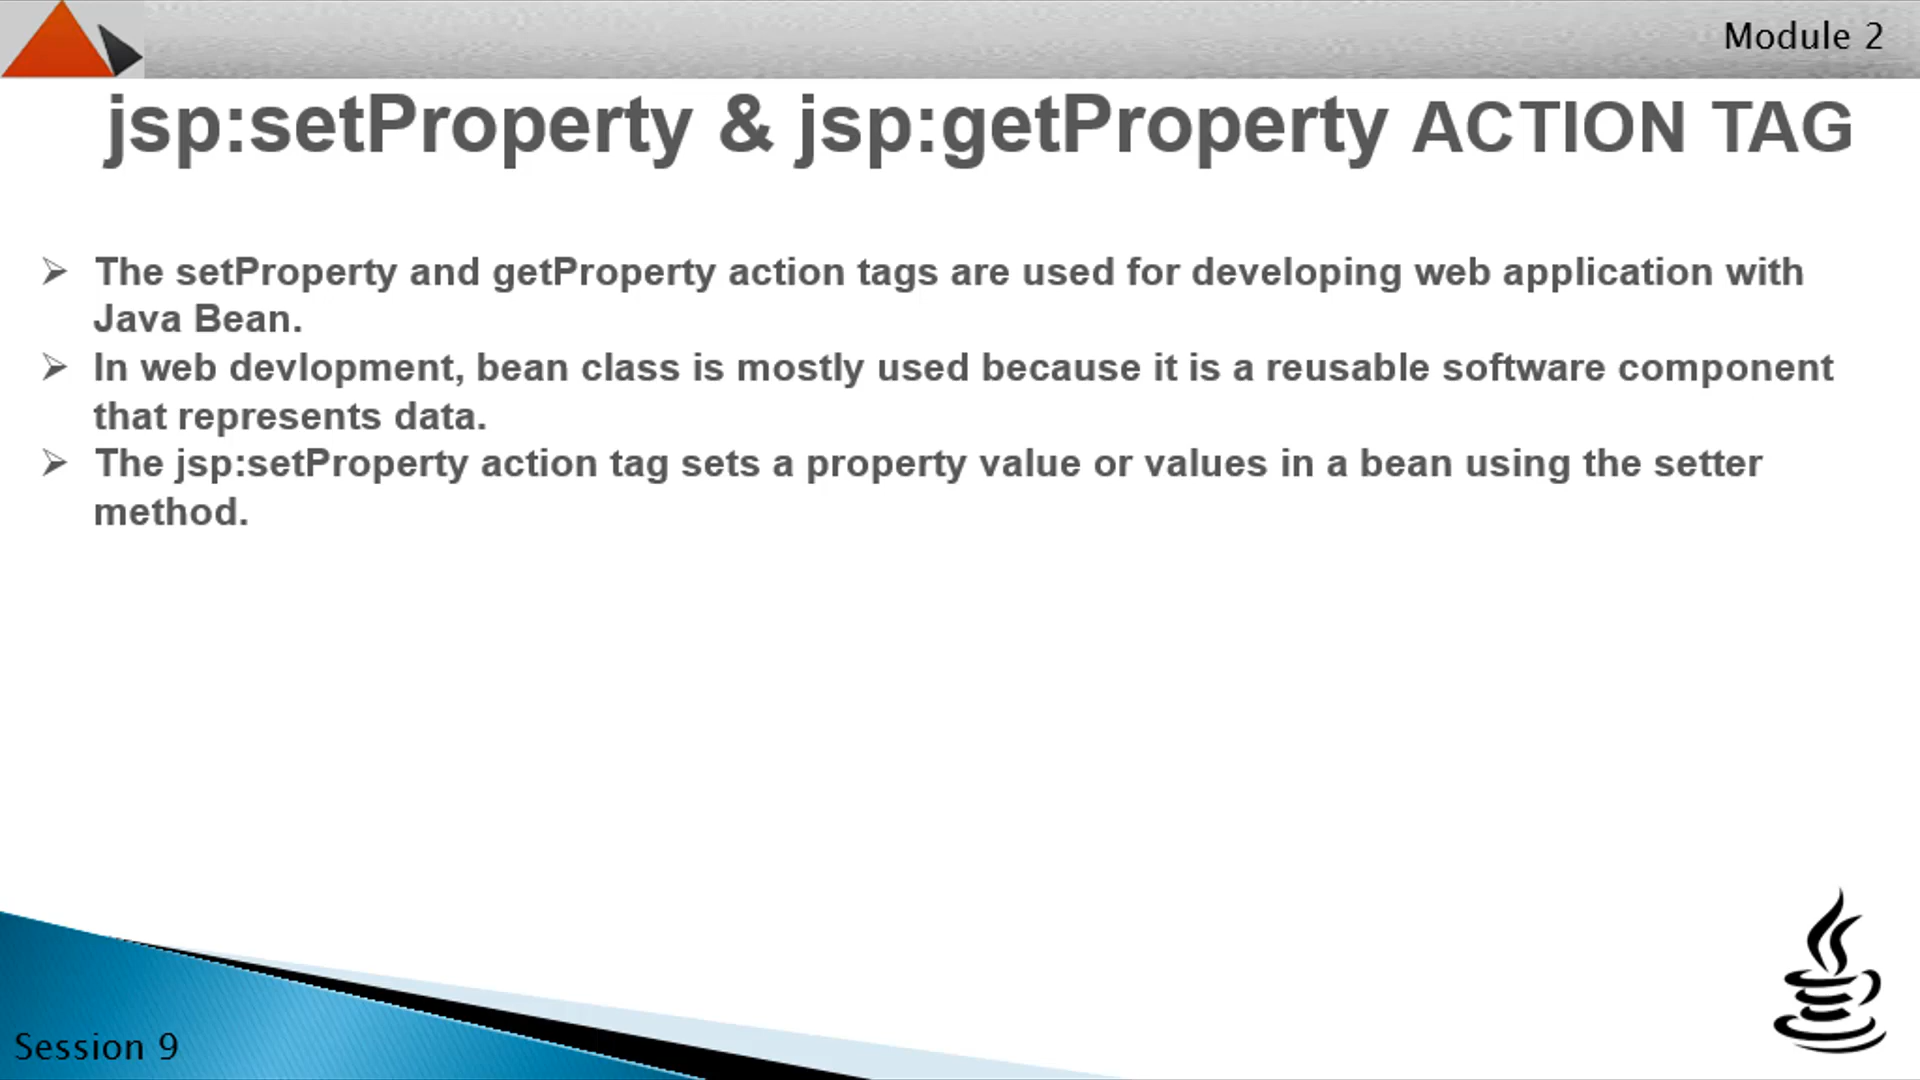 Module 2
jsp:setProperty & jsp:getProperty ACTION TAG
➢ The setProperty and getProperty action tags are used for developing web application with
Java Bean.
➢ In web devlopment, bean class is mostly used because it is a reusable software component
that represents data.
➢ The jsp:setProperty action tag sets a property value or values in a bean using the setter
method.
Session 9